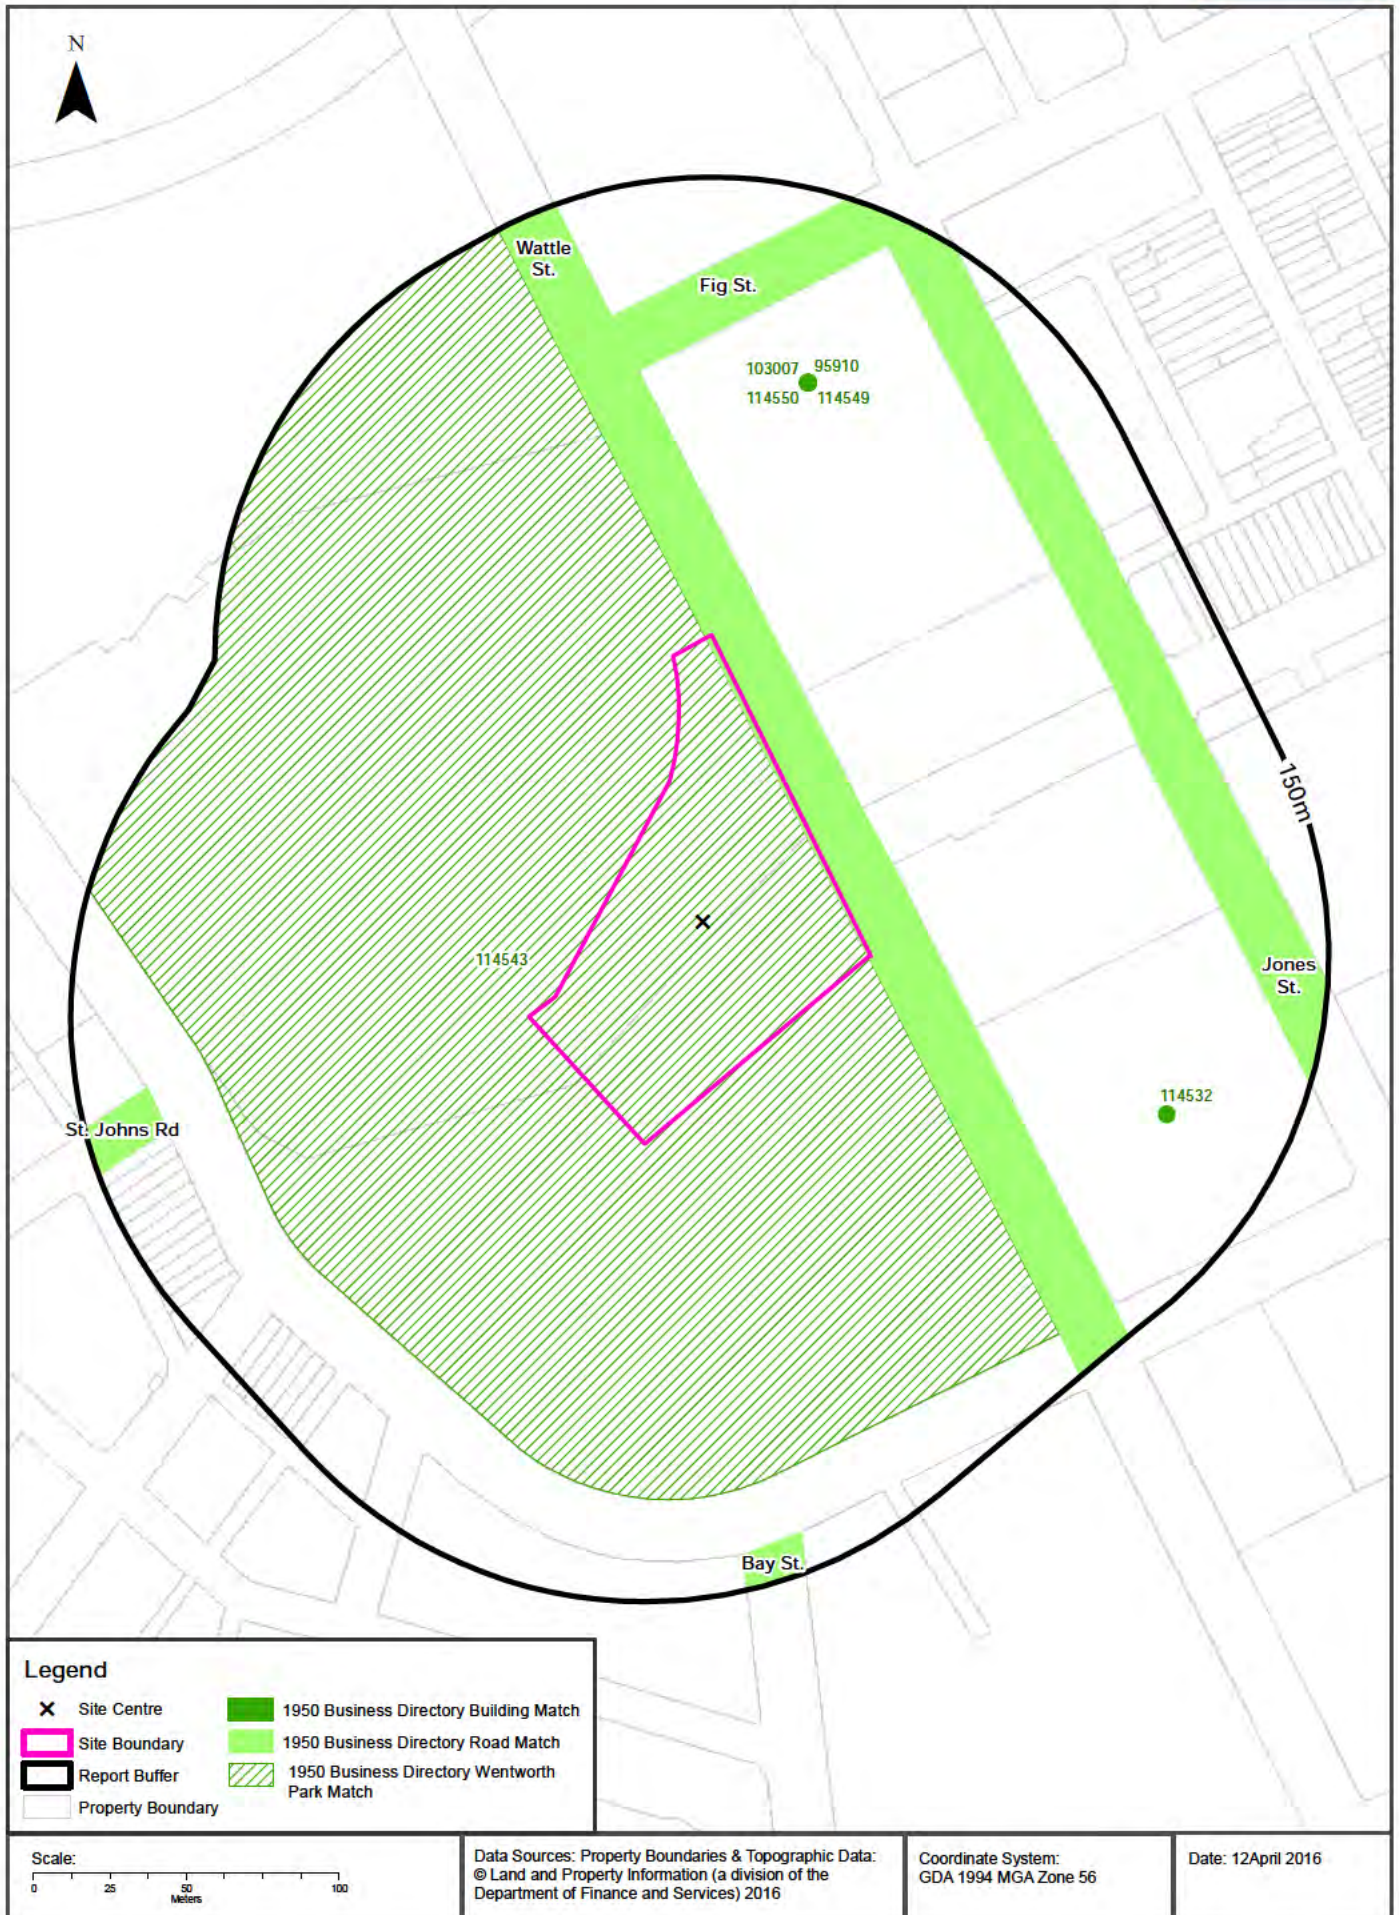 N
Wattle
St.
Fig St.
103007 95910
114550 114549
150m
114543
Jones
St.
114532
St. Johns Rd
Bay St.
Legend
Site Centre
Site Boundary
Report Buffer
Property Boundary
1950 Business Directory Building Match
1950 Business Directory Road Match
1950 Business Directory Wentworth
Park Match
Scale:
0 25 50 100
Meters
Data Sources: Property Boundaries & Topographic Data:
© Land and Property Information (a division of the
Department of Finance and Services) 2016
Coordinate System:
GDA 1994 MGA Zone 56
Date: 12April 2016